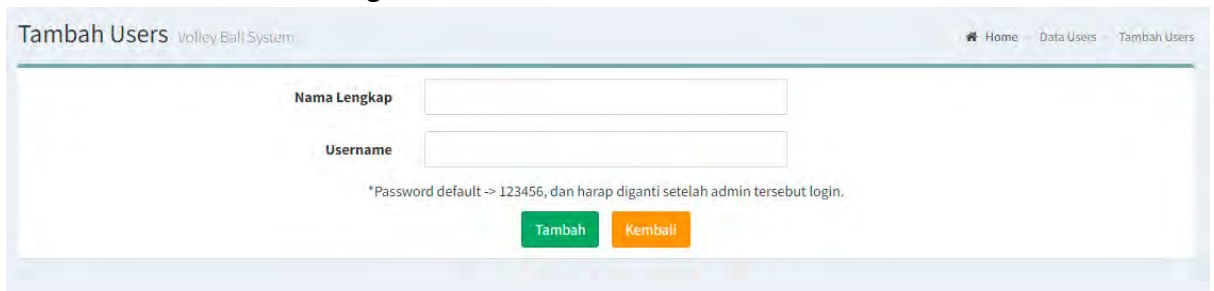 Tambah Users Volley Ball System
Home Data Users Tambah Users
Nama Lengkap
Username
*Password default -> 123456, dan harap diganti setelah admin tersebut login.
Tambah Kembali